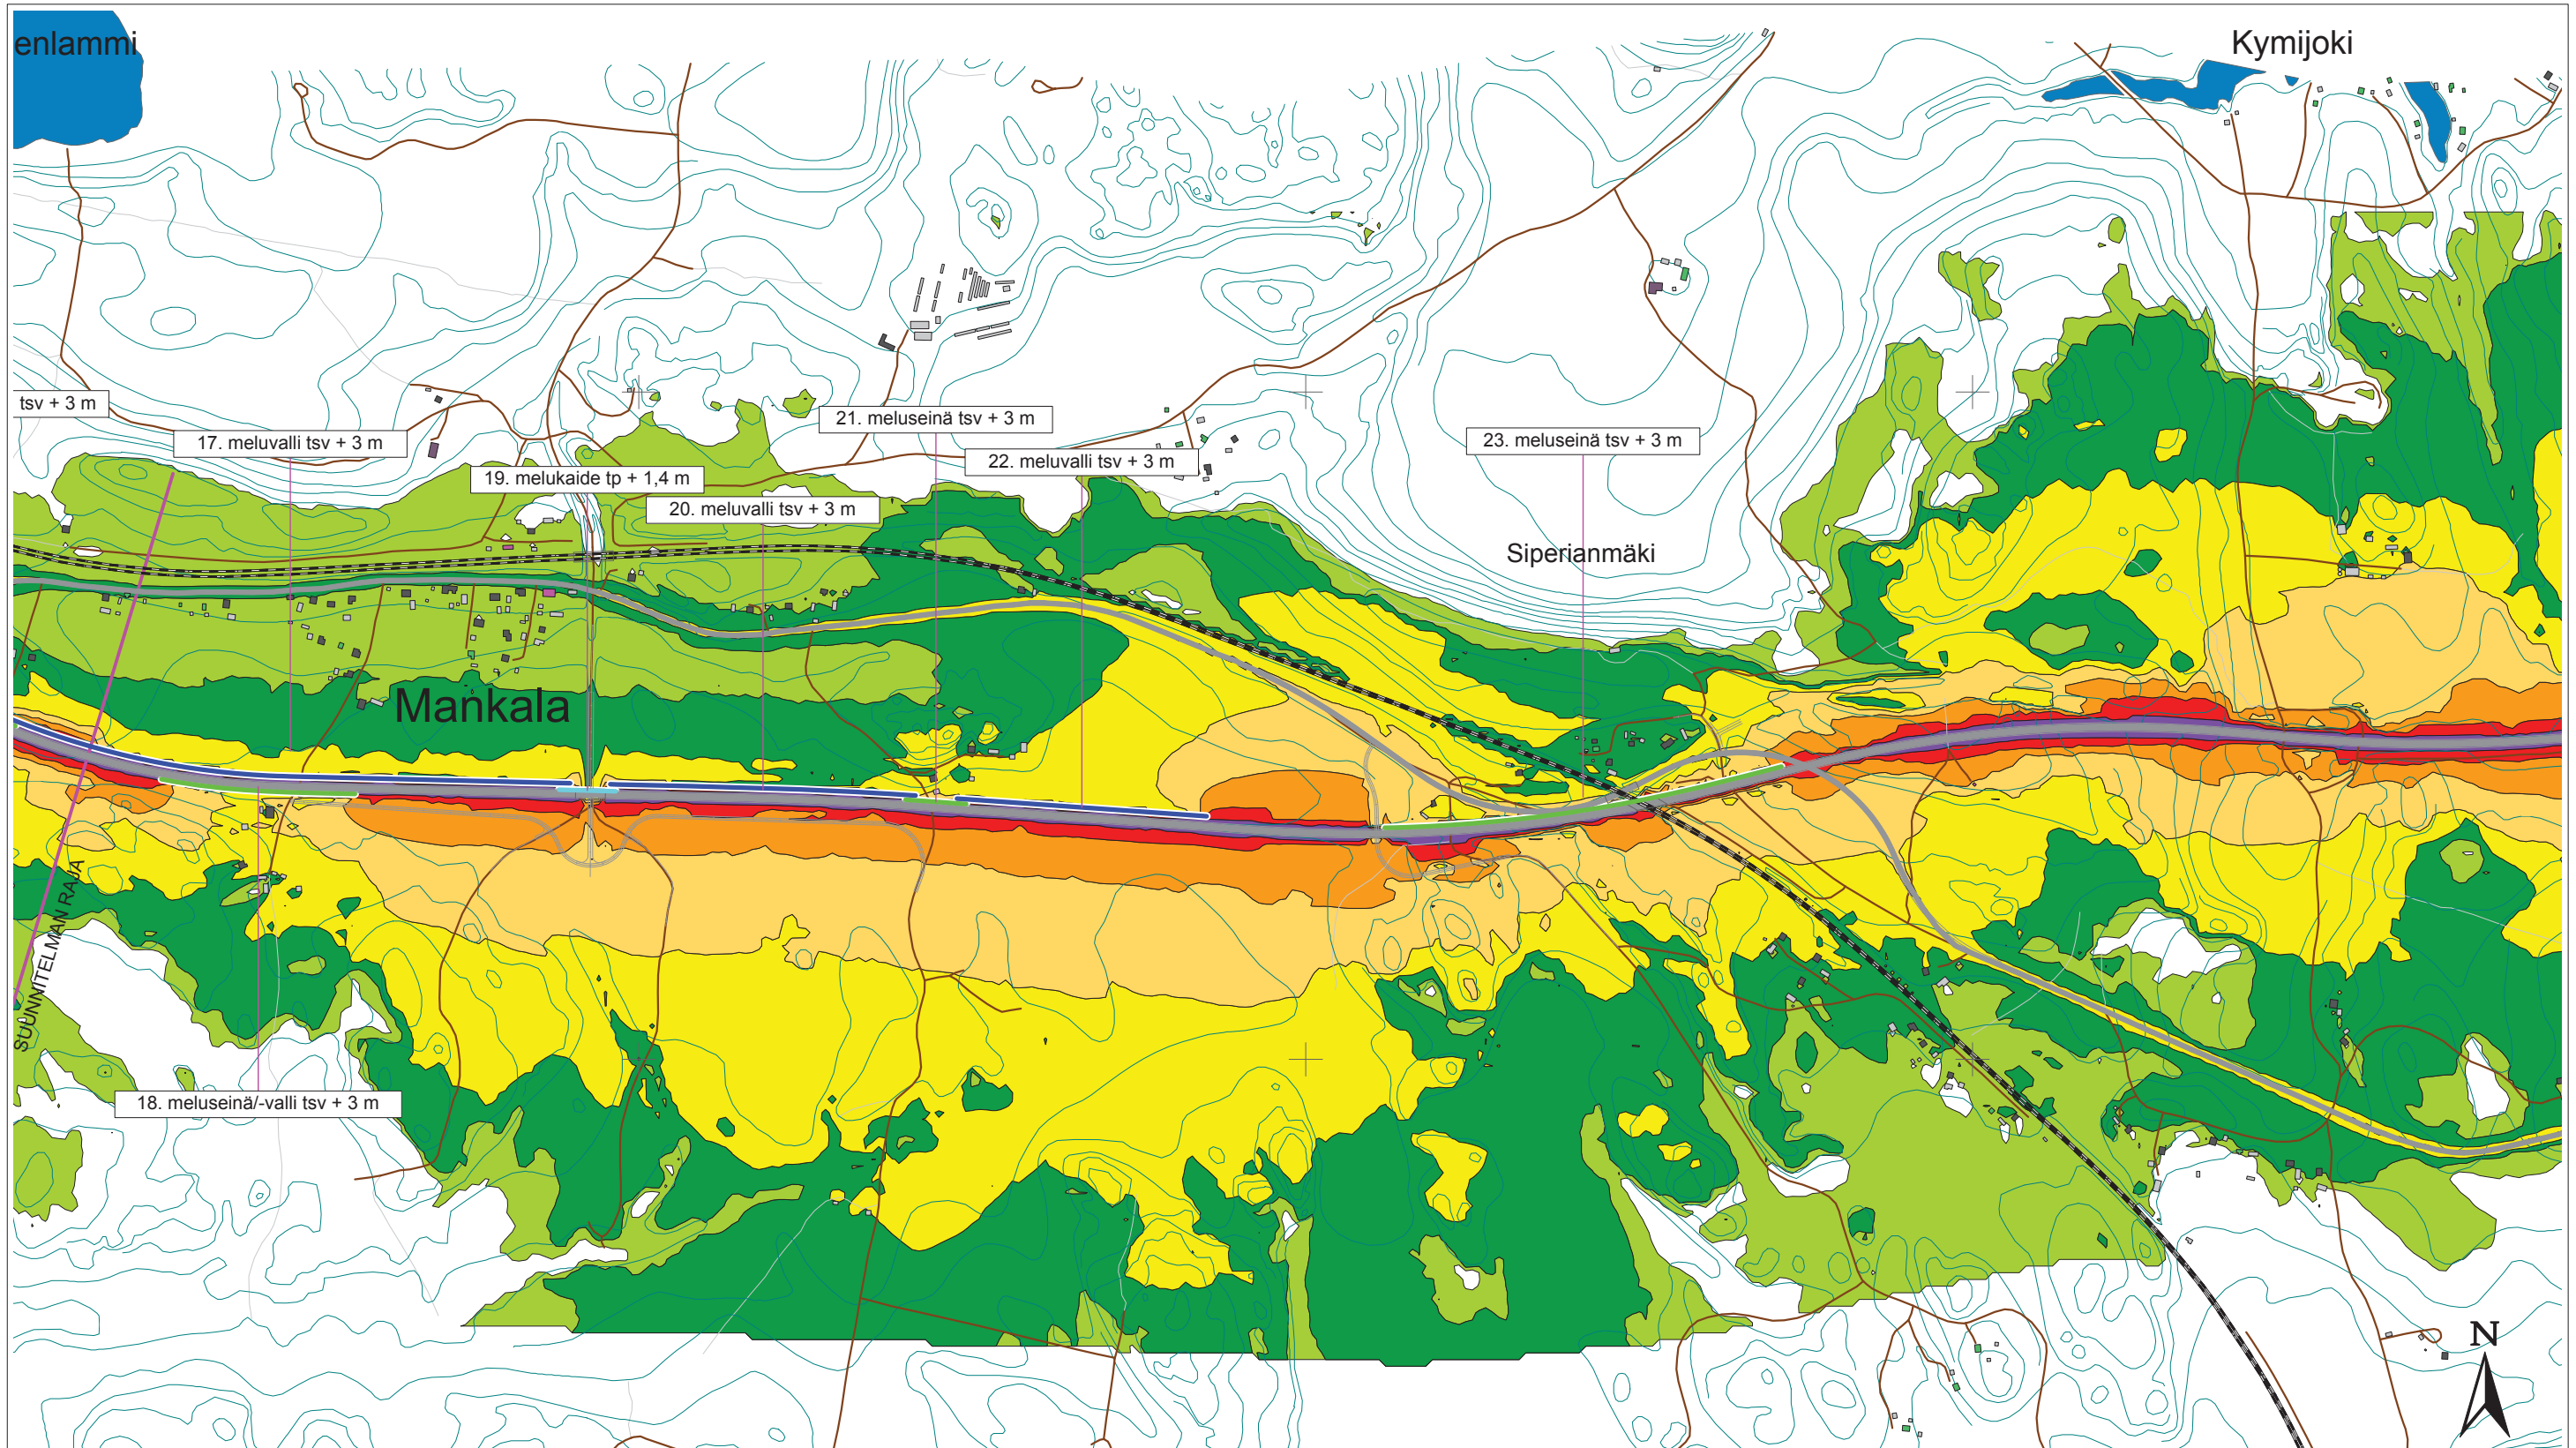 enlammi
Kymijoki
tsv + 3 m
17. meluvalli tsv + 3 m
21. meluseinä tsv + 3 m
23. meluseinä tsv + 3 m
22. meluvalli tsv + 3 m
19. melukaide tp + 1,4 m
20. meluvalli tsv + 3 m
Siperianmäki
Mankala
SUUNNITELMAN RAJA
18. meluseinä/-valli tsv + 3 m
N